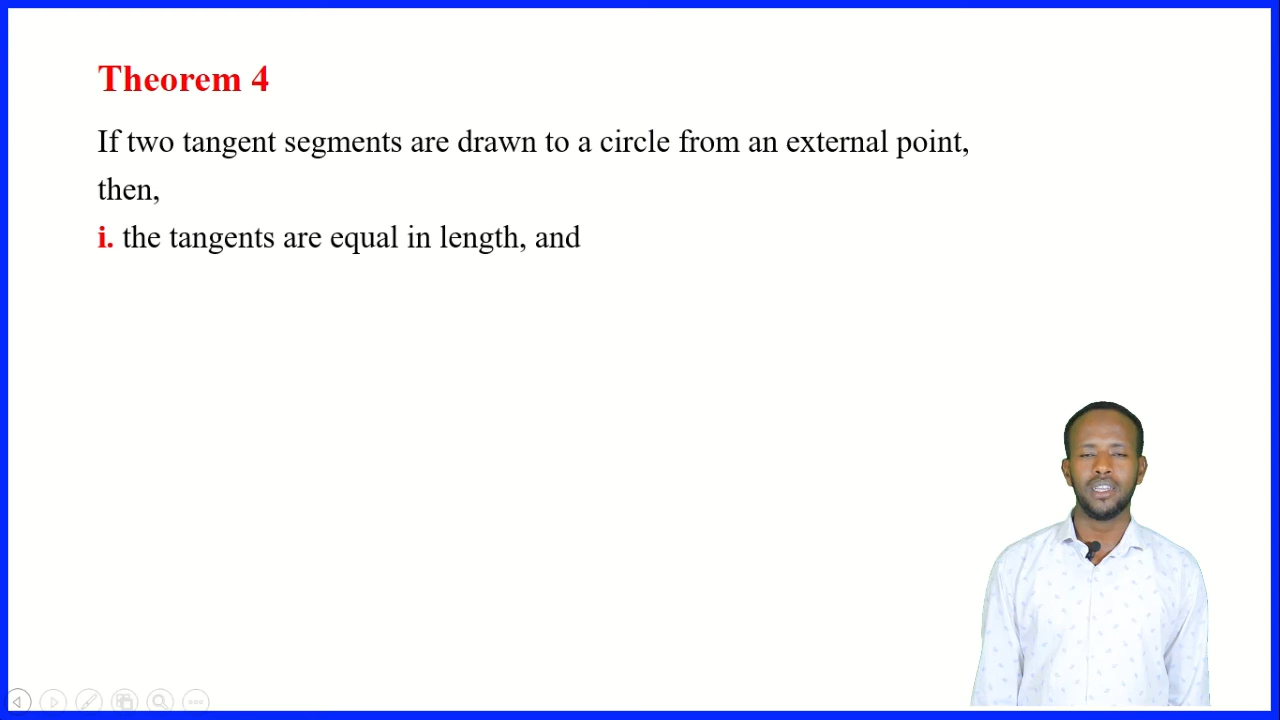 Theorem 4
If two tangent segments are drawn to a circle from an external point,
then,
i. the tangents are equal in length, and